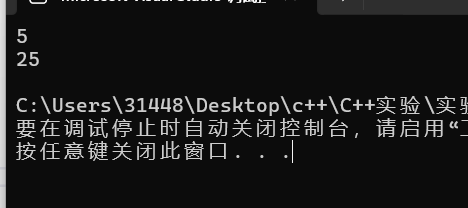 5
25
C:\Users\31448\Desktop\c++\C++实验\实验
要在调试停止时自动关闭控制台，请启用“工
按任意键关闭此窗口. . .